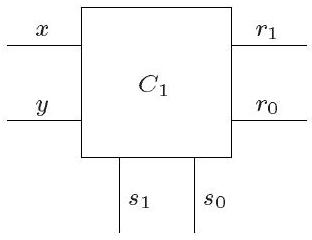 x r₁
C₁
y r₀
s₁ s₀